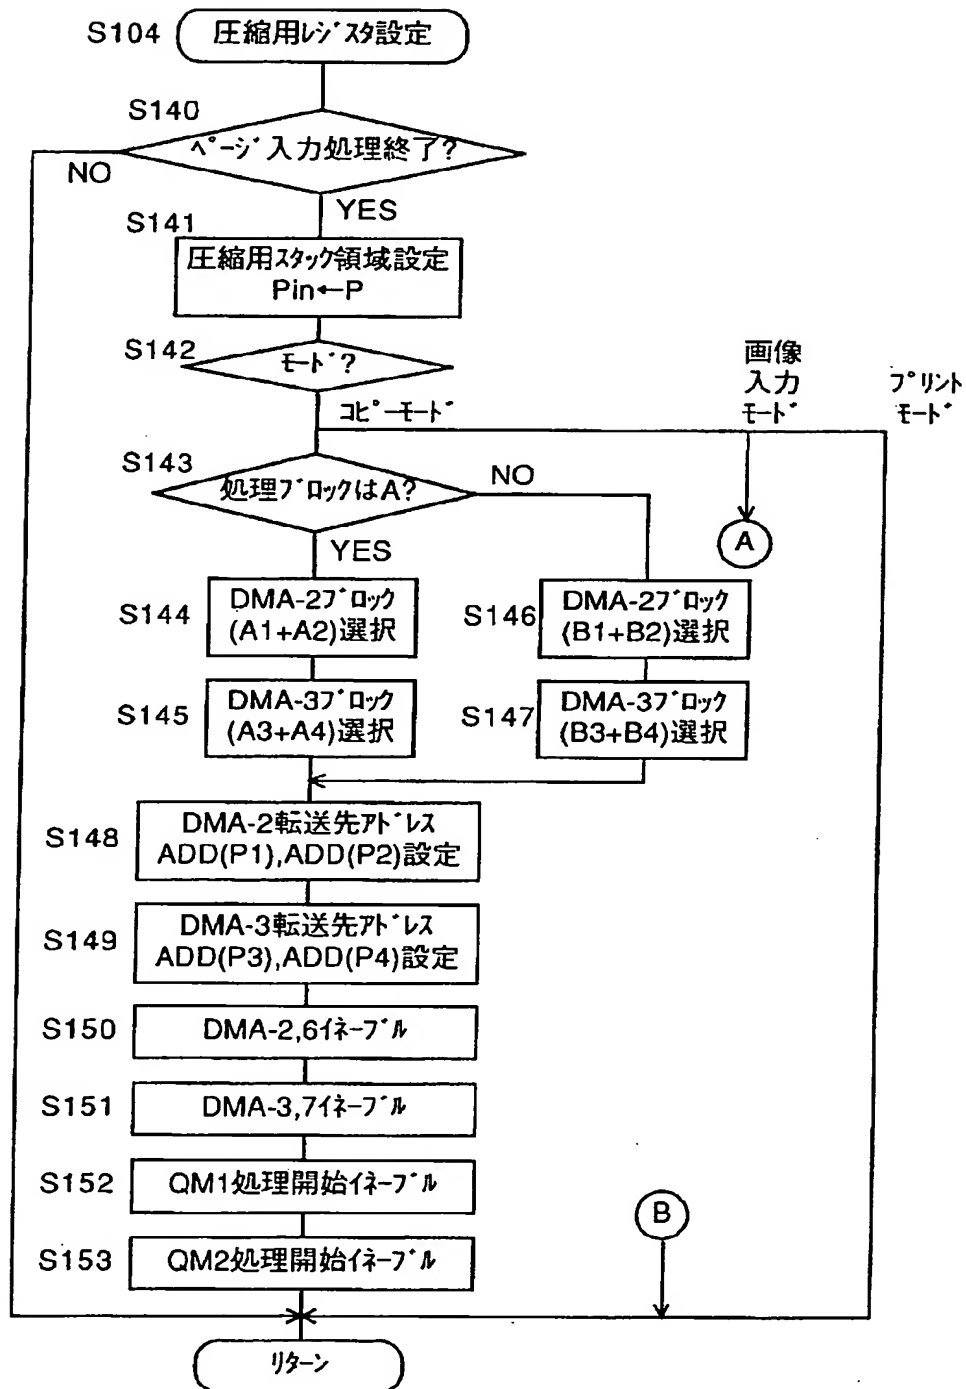 S104 圧縮用ﾚｼﾞｽﾀ設定
S140
ﾍﾟｰｼﾞ入力処理終了?
NO
YES
S141
圧縮用ｽﾀｯｸ領域設定
Pin←P
S142
ﾓｰﾄﾞ?
ｺﾋﾟｰﾓｰﾄﾞ
画像
入力
ﾓｰﾄﾞ
ﾌﾟﾘﾝﾄ
ﾓｰﾄﾞ
S143
処理ﾌﾞﾛｯｸはA?
NO
YES
A
S144
DMA-2ﾌﾞﾛｯｸ
(A1+A2)選択
S146
DMA-2ﾌﾞﾛｯｸ
(B1+B2)選択
S145
DMA-3ﾌﾞﾛｯｸ
(A3+A4)選択
S147
DMA-3ﾌﾞﾛｯｸ
(B3+B4)選択
S148
DMA-2転送先ｱﾄﾞﾚｽ
ADD(P1),ADD(P2)設定
S149
DMA-3転送先ｱﾄﾞﾚｽ
ADD(P3),ADD(P4)設定
S150 DMA-2,6ｲﾈｰﾌﾞﾙ
S151 DMA-3,7ｲﾈｰﾌﾞﾙ
S152 QM1処理開始ｲﾈｰﾌﾞﾙ
B
S153 QM2処理開始ｲﾈｰﾌﾞﾙ
ﾘﾀｰﾝ